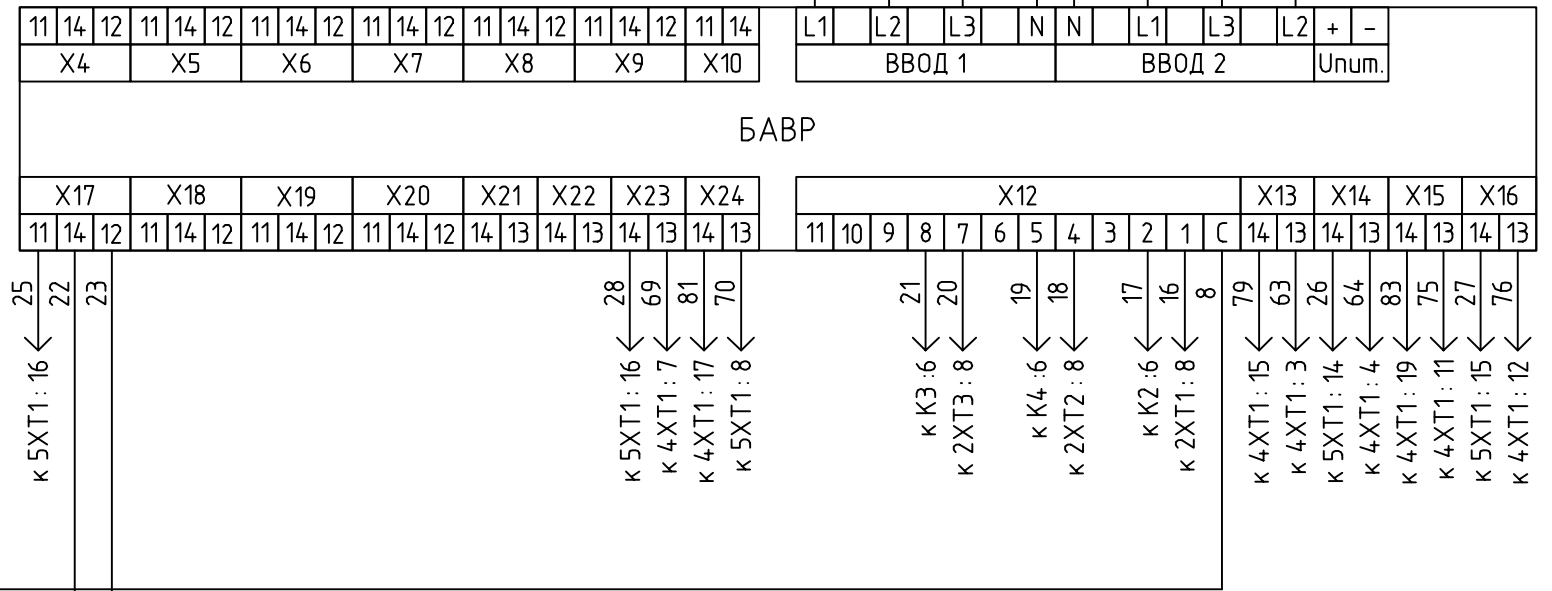 11 14 12 11 14 12 11 14 12 11 14 12 11 14 12 11 14 12 11 14 L1 L2 L3 N N L1 L3 L2 + -
X4 X5 X6 X7 X8 X9 X10 ВВОД 1 ВВОД 2 Uпит.
БАВР
X17 X18 X19 X20 X21 X22 X23 X24 X12 X13 X14 X15 X16
11 14 12 11 14 12 11 14 12 11 14 12 14 13 14 13 14 13 14 13 11 10 9 8 7 6 5 4 3 2 1 C 14 13 14 13 14 13 14 13
25 22 23 28 69 81 70 21 20 19 18 17 16 8 79 63 26 64 83 75 27 76
к 5XT1: 16
к 5XT1: 16
к 4XT1: 7
к 4XT1: 17
к 5XT1: 8
к K3 :6
к 2XT3: 8
к K4 :6
к 2XT2: 8
к K2 :6
к 2XT1: 8
к 4XT1: 15
к 4XT1: 3
к 5XT1: 14
к 4XT1: 4
к 4XT1: 19
к 4XT1: 11
к 5XT1: 15
к 4XT1: 12